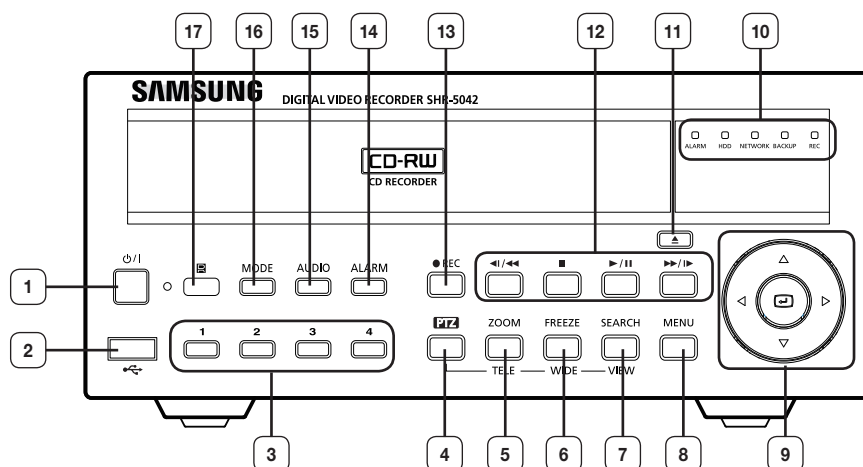 17 16 15 14 13 12 11 10
SAMSUNG DIGITAL VIDEO RECORDER SHR-5042
CD-RW
CD RECORDER
ALARM HDD NETWORK BACKUP REC
MODE AUDIO ALARM ●REC ◀I/◀◀ ■ ▶/II ▶▶/I▶
1
PTZ ZOOM FREEZE SEARCH MENU
1 2 3 4
2
TELE WIDE VIEW
3 4 5 6 7 8 9